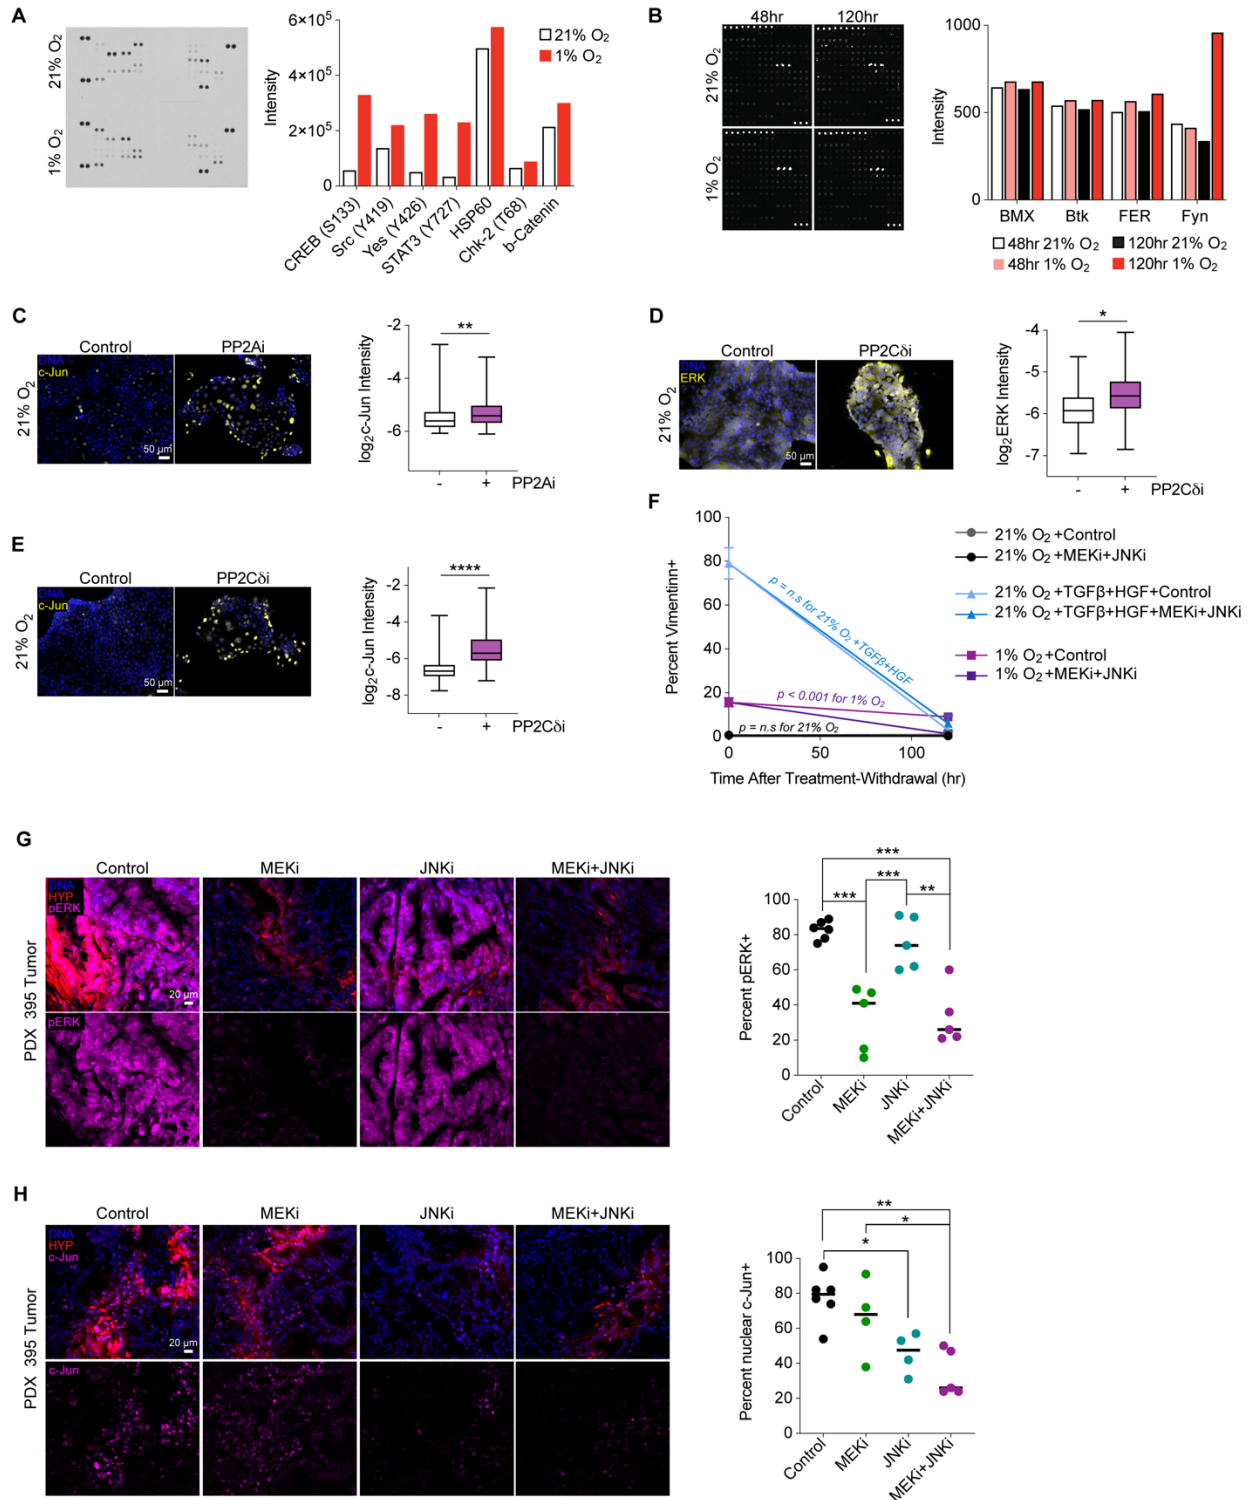 A
21% O2
1% O2
Intensity
6×10^5
4×10^5
2×10^5
0
21% O2
1% O2
CREB (S133)
Src (Y419)
Yes (Y426)
STAT3 (Y727)
HSP60
Chk-2 (T68)
b-Catenin
B
48hr
120hr
21% O2
1% O2
Intensity
1000
500
0
BMX
Btk
FER
Fyn
48hr 21% O2
120hr 21% O2
48hr 1% O2
120hr 1% O2
C
Control
PP2Ai
21% O2
DNA
c-Jun
50 µm
log2c-Jun Intensity
-2
-4
-6
**
-
+
PP2Ai
D
Control
PP2Cδi
21% O2
DNA
ERK
50 µm
log2ERK Intensity
-4
-5
-6
-7
*
-
+
PP2Cδi
E
Control
PP2Cδi
21% O2
DNA
c-Jun
50 µm
log2c-Jun Intensity
-2
-4
-6
-8
****
-
+
PP2Cδi
F
Percent Vimentinn+
100
80
60
40
20
0
p = n.s for 21% O2 +TGFβ+HGF
p < 0.001 for 1% O2
p = n.s for 21% O2
0
50
100
Time After Treatment-Withdrawal (hr)
21% O2 +Control
21% O2 +MEKi+JNKi
21% O2 +TGFβ+HGF+Control
21% O2 +TGFβ+HGF+MEKi+JNKi
1% O2 +Control
1% O2 +MEKi+JNKi
G
Control
MEKi
JNKi
MEKi+JNKi
PDX 395 Tumor
DNA
HYP
pERK
20 µm
pERK
Percent pERK+
100
80
60
40
20
0
***
***
***
**
Control
MEKi
JNKi
MEKi+JNKi
H
Control
MEKi
JNKi
MEKi+JNKi
PDX 395 Tumor
DNA
HYP
c-Jun
20 µm
c-Jun
Percent nuclear c-Jun+
100
80
60
40
20
0
**
*
*
Control
MEKi
JNKi
MEKi+JNKi